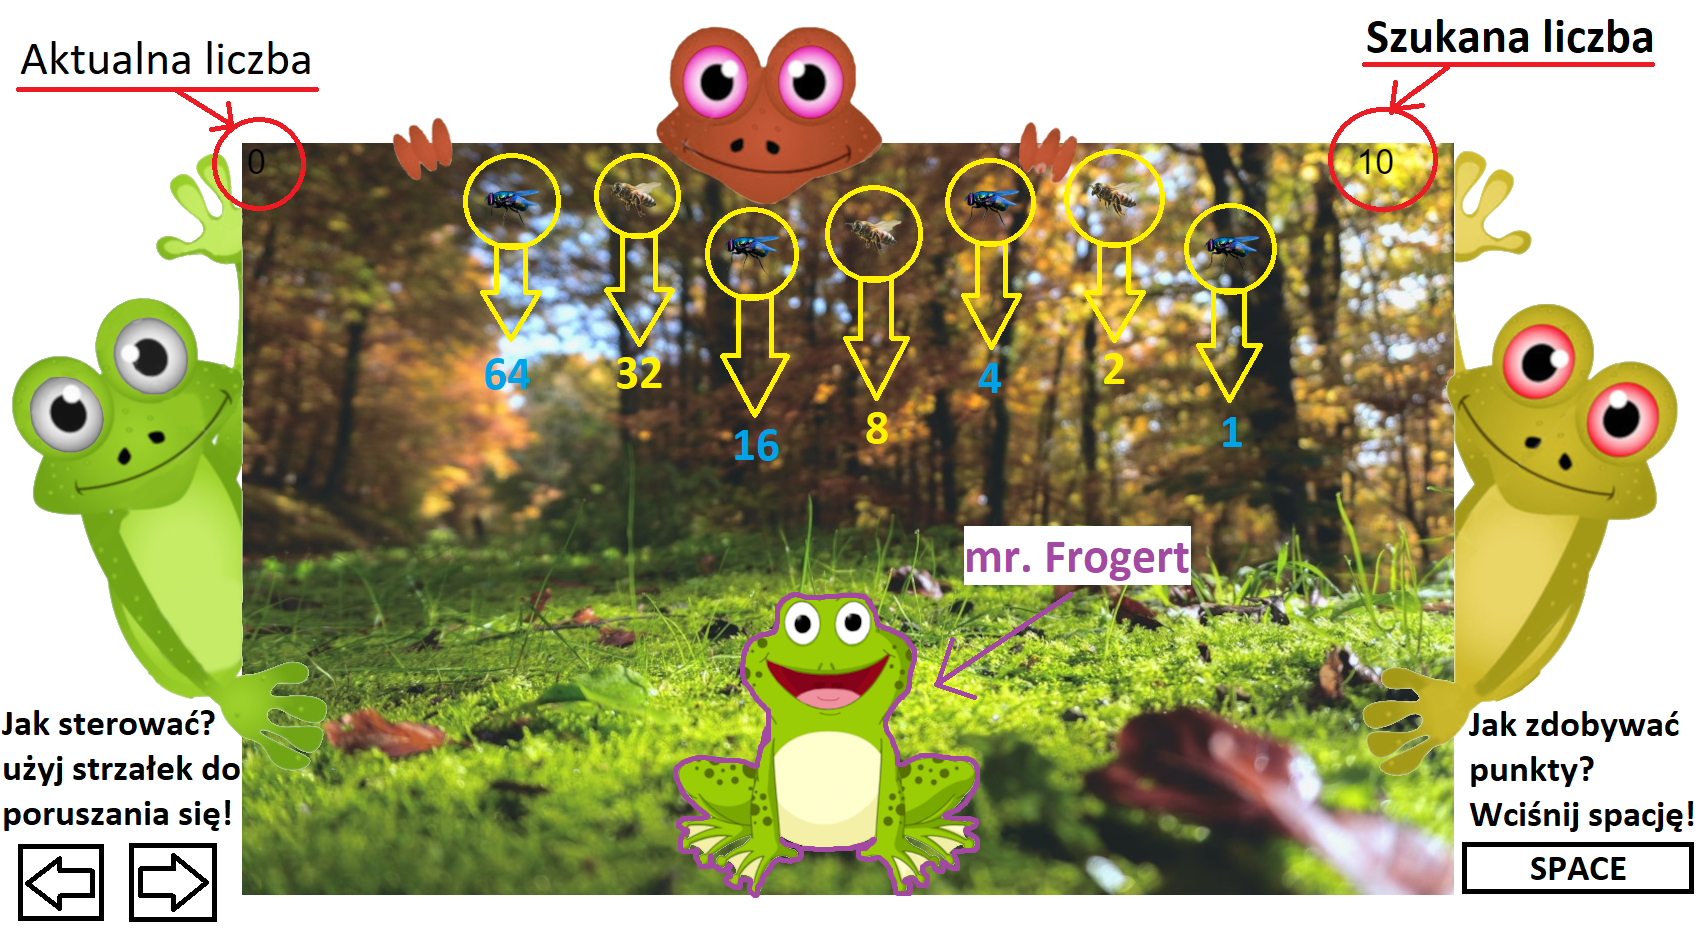 Aktualna liczba
Szukana liczba
0
10
64
32
16
8
4
2
1
mr. Frogert
Jak sterować?
użyj strzałek do
poruszania się!
Jak zdobywać
punkty?
Wciśnij spację!
SPACE